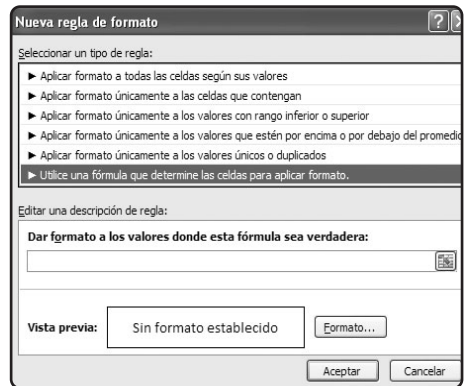 Nueva regla de formato
Seleccionar un tipo de regla:
► Aplicar formato a todas las celdas según sus valores
► Aplicar formato únicamente a las celdas que contengan
► Aplicar formato únicamente a los valores con rango inferior o superior
► Aplicar formato únicamente a los valores que estén por encima o por debajo del promedio
► Aplicar formato únicamente a los valores únicos o duplicados
► Utilice una fórmula que determine las celdas para aplicar formato.
Editar una descripción de regla:
Dar formato a los valores donde esta fórmula sea verdadera:
Vista previa:
Sin formato establecido
Formato...
Aceptar
Cancelar